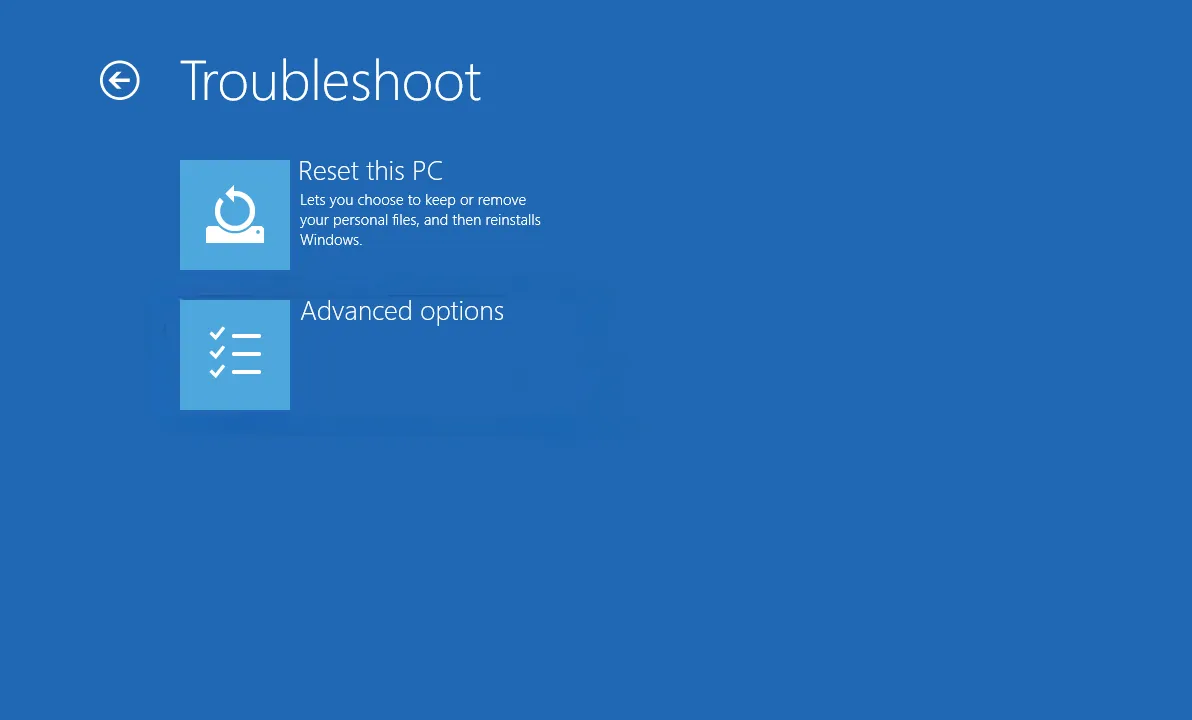 Troubleshoot
Reset this PC
Lets you choose to keep or remove
your personal files, and then reinstalls
Windows.
Advanced options